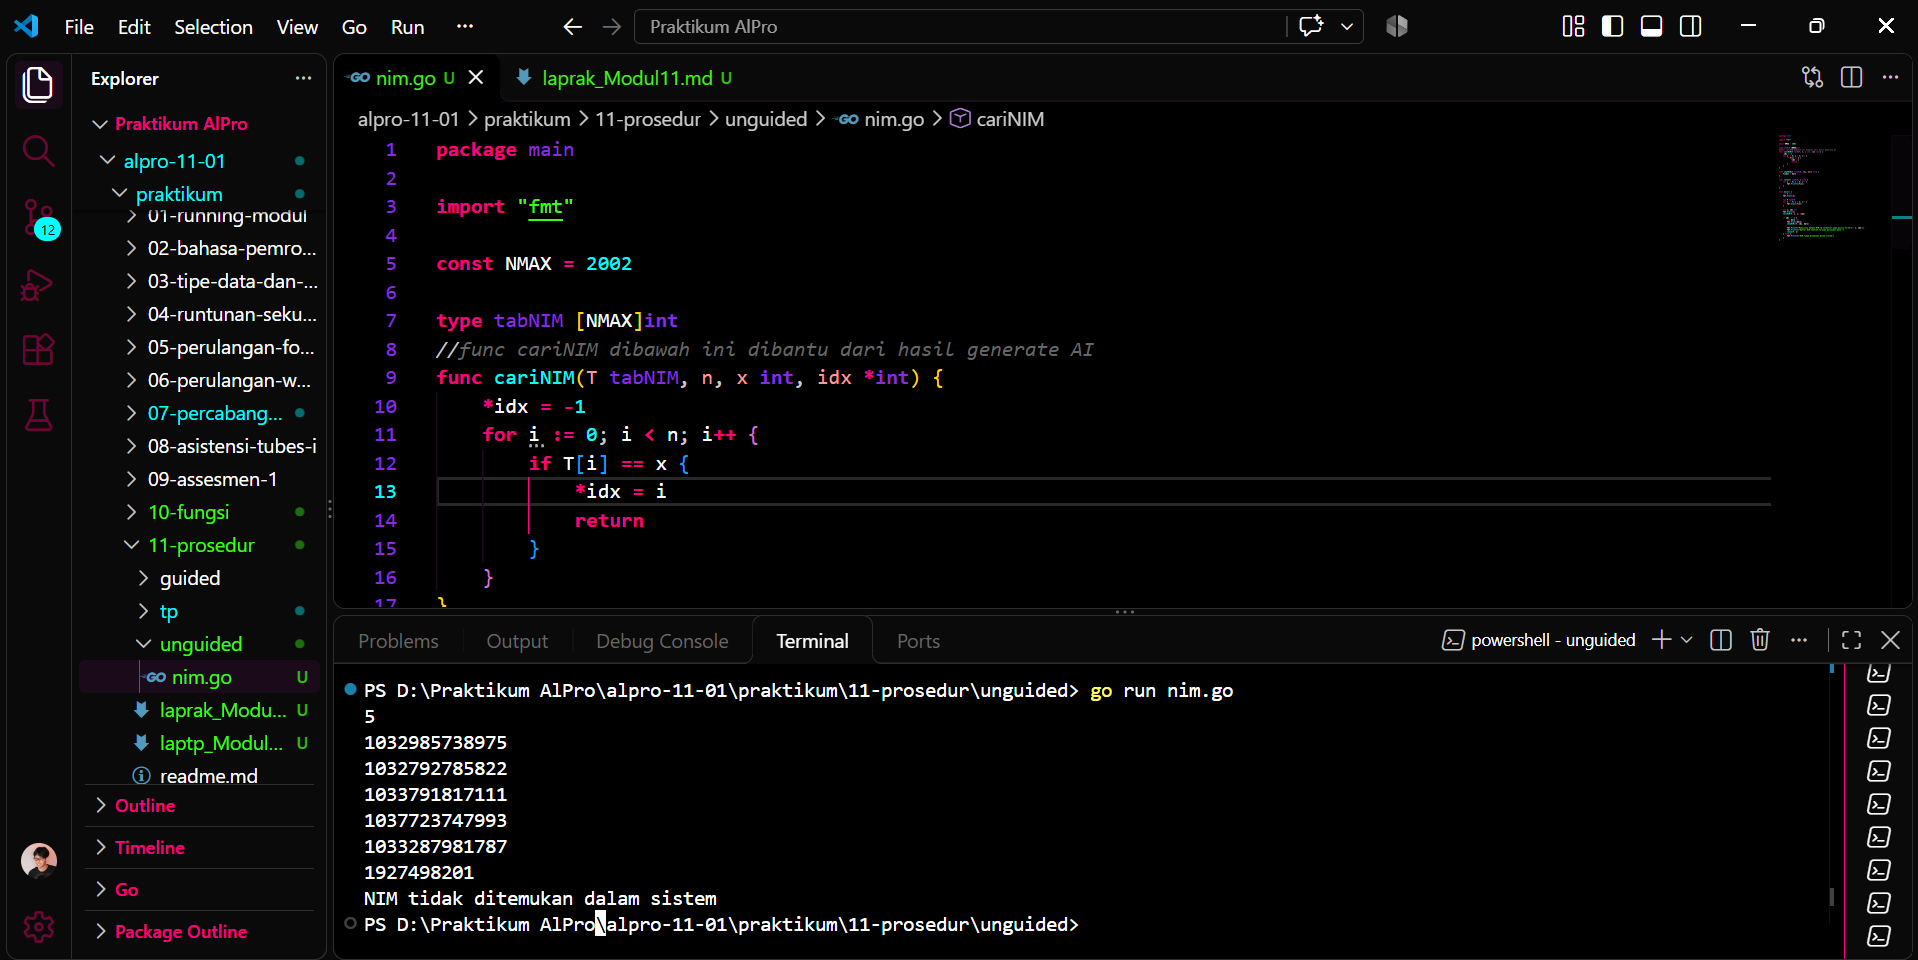 File Edit Selection View Go Run ··· Praktikum AlPro
Explorer ···
Praktikum AlPro
alpro-11-01
praktikum
01-running-modul
02-bahasa-pemro...
03-tipe-data-dan-...
04-runtunan-seku...
05-perulangan-fo...
06-perulangan-w...
07-percabang...
08-asistensi-tubes-i
09-assesmen-1
10-fungsi
11-prosedur
guided
tp
unguided
nim.go U
laprak_Modu... U
laptp_Modul... U
readme.md
Outline
Timeline
Go
Package Outline
12
nim.go U laprak_Modul11.md U
alpro-11-01 > praktikum > 11-prosedur > unguided > nim.go > cariNIM
1 package main
2
3 import "fmt"
4
5 const NMAX = 2002
6
7 type tabNIM [NMAX]int
8 //func cariNIM dibawah ini dibantu dari hasil generate AI
9 func cariNIM(T tabNIM, n, x int, idx *int) {
10 *idx = -1
11 for i := 0; i < n; i++ {
12 if T[i] == x {
13 *idx = i
14 return
15 }
16 }
17 }
Problems Output Debug Console Terminal Ports powershell - unguided
PS D:\Praktikum AlPro\alpro-11-01\praktikum\11-prosedur\unguided> go run nim.go
5
1032985738975
1032792785822
1033791817111
1037723747993
1033287981787
1927498201
NIM tidak ditemukan dalam sistem
PS D:\Praktikum AlPro\alpro-11-01\praktikum\11-prosedur\unguided>